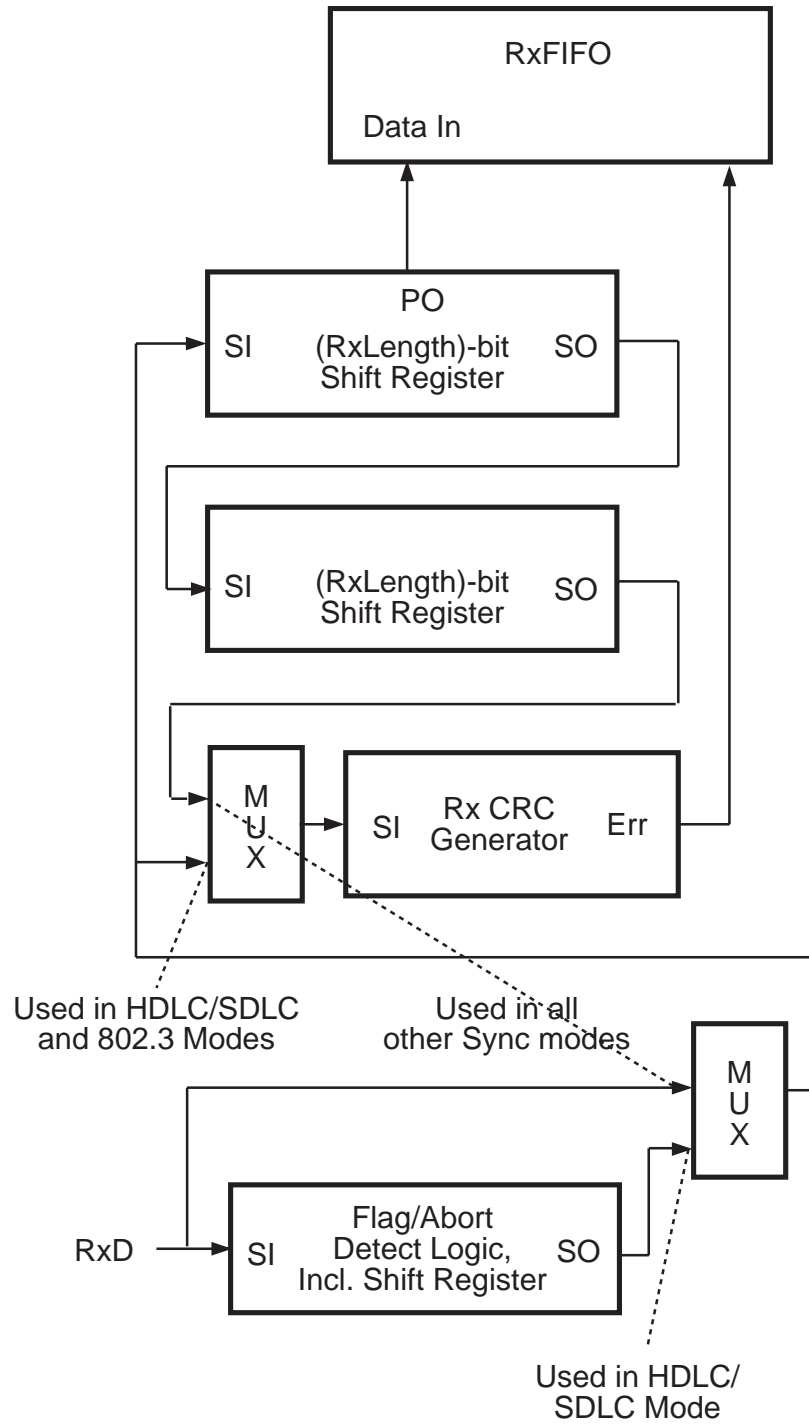 RxFIFO
Data In
PO
SI
(RxLength)-bit
Shift Register
SO
SI
(RxLength)-bit
Shift Register
SO
M
U
X
SI
Rx CRC
Generator
Err
Used in HDLC/SDLC
and 802.3 Modes
Used in all
other Sync modes
M
U
X
RxD
SI
Flag/Abort
Detect Logic,
Incl. Shift Register
SO
Used in HDLC/
SDLC Mode